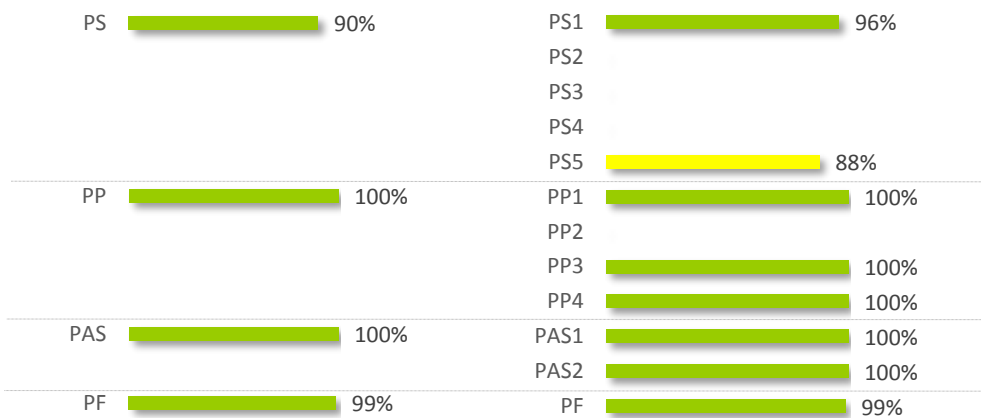 PS 90% PS1 96%
PS2
PS3
PS4
PS5 88%
PP 100% PP1 100%
PP2
PP3 100%
PP4 100%
PAS 100% PAS1 100%
PAS2 100%
PF 99% PF 99%